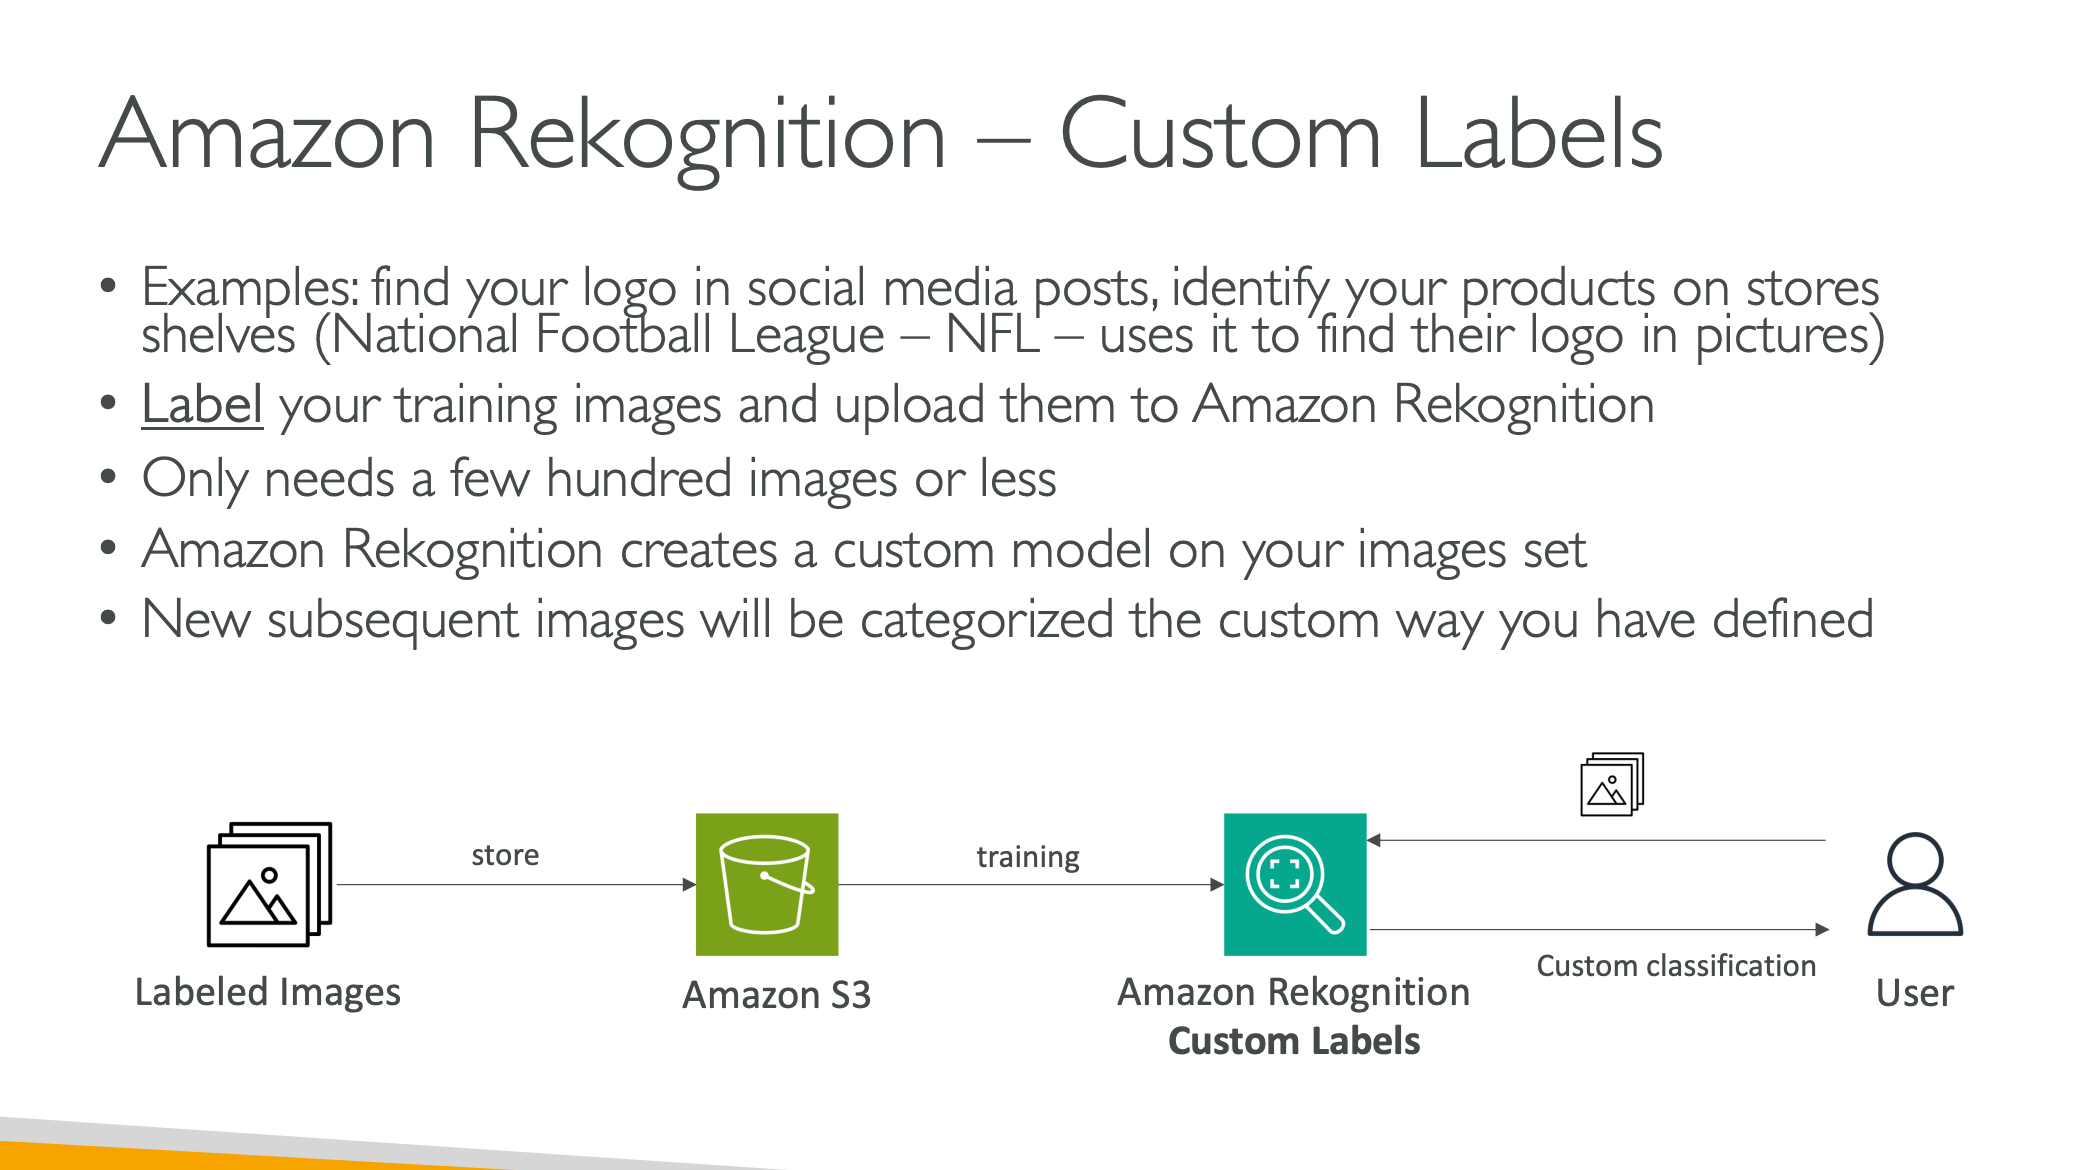 Amazon Rekognition – Custom Labels
• Examples: find your logo in social media posts, identify your products on stores
shelves (National Football League – NFL – uses it to find their logo in pictures)
• Label your training images and upload them to Amazon Rekognition
• Only needs a few hundred images or less
• Amazon Rekognition creates a custom model on your images set
• New subsequent images will be categorized the custom way you have defined
store
training
Custom classification
Labeled Images
Amazon S3
Amazon Rekognition
Custom Labels
User